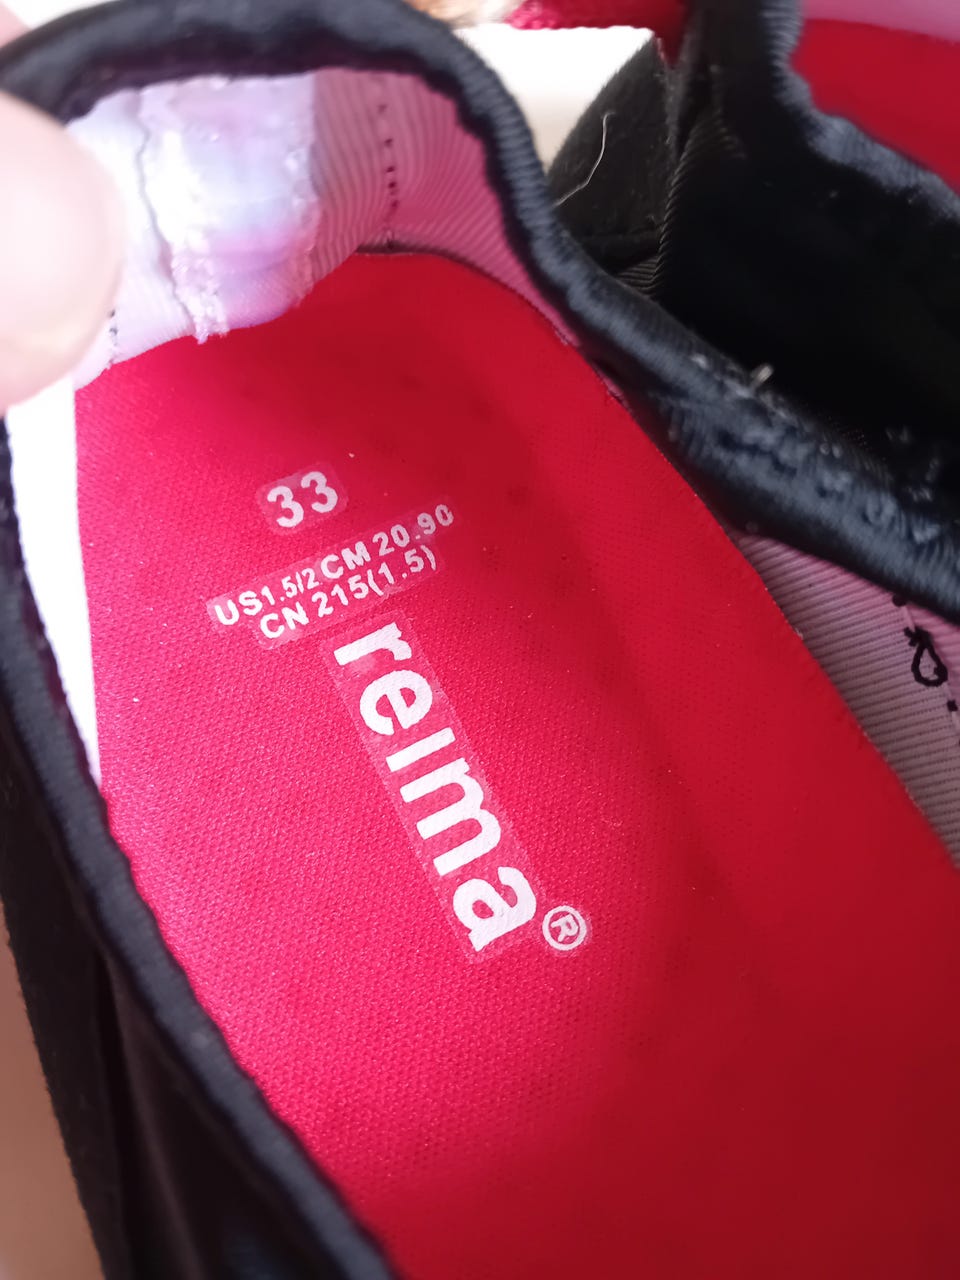 33
US1.5/2 CM 20.90
CN 215(1.5)
reima®